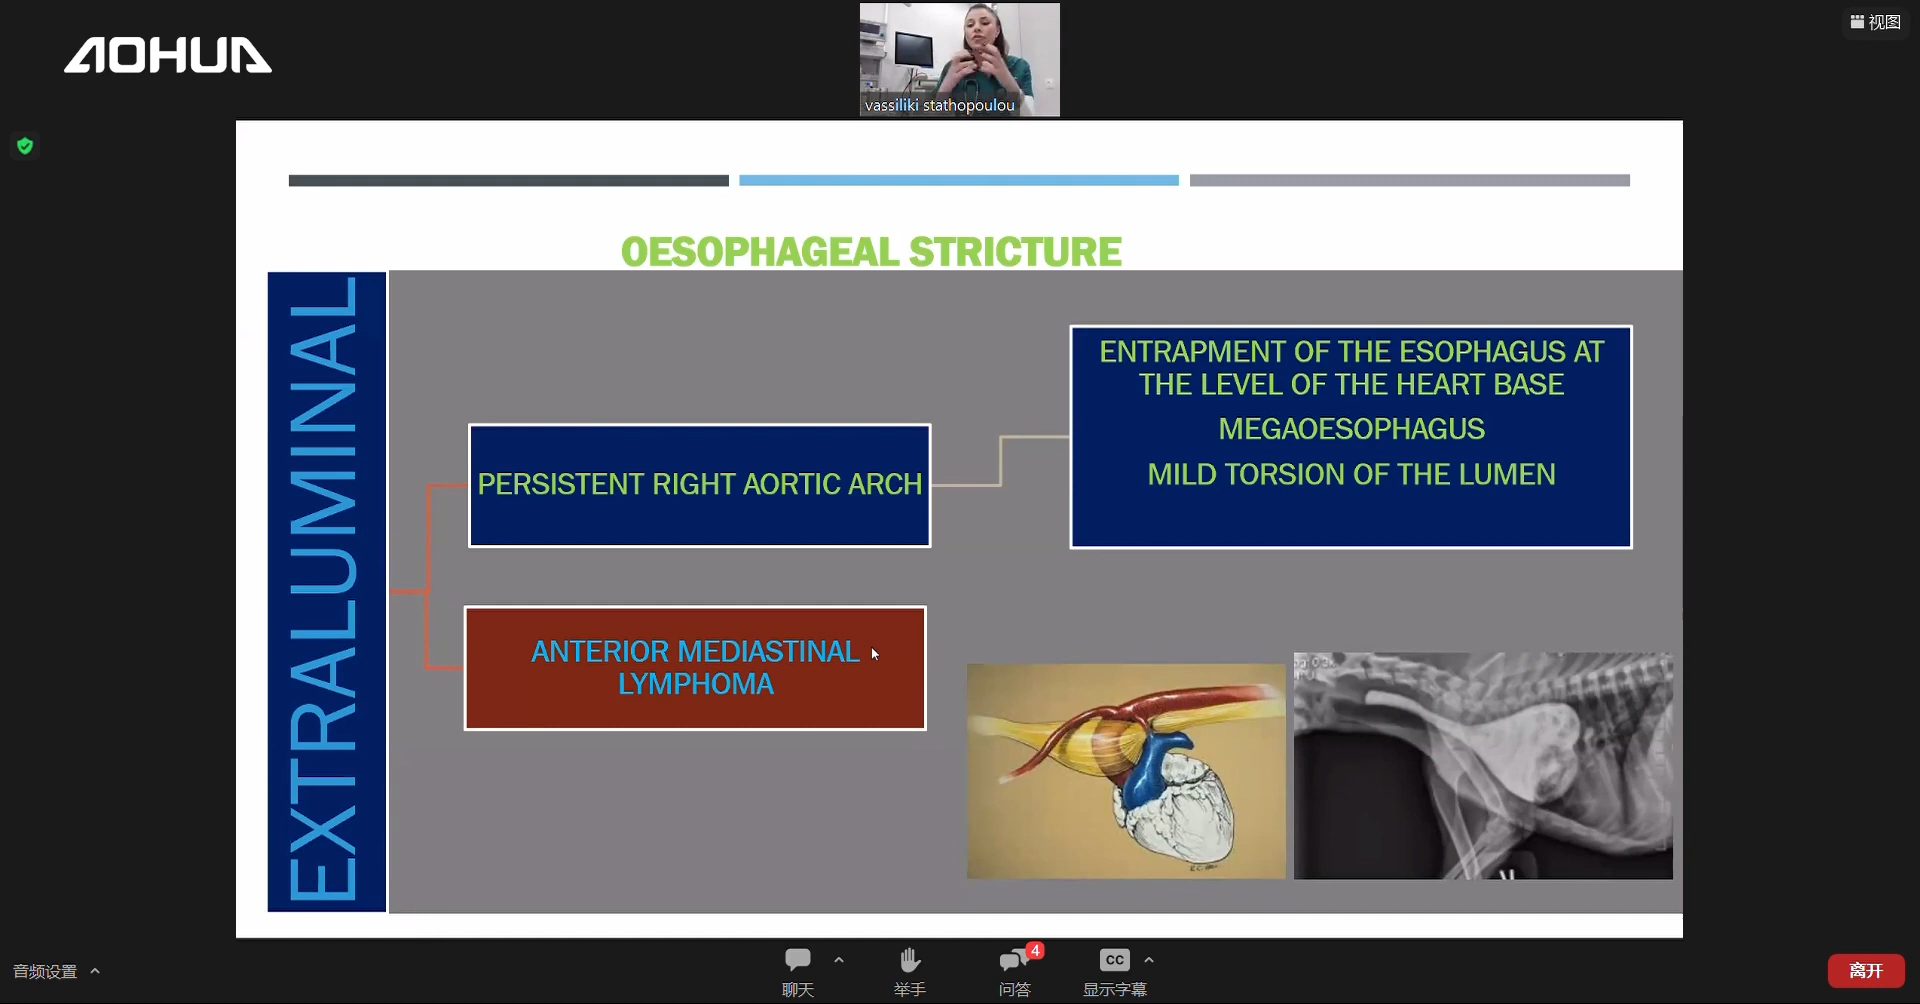 AOHUA
视图
vassiliki stathopoulou
OESOPHAGEAL STRICTURE
EXTRALUMINAL
PERSISTENT RIGHT AORTIC ARCH
ENTRAPMENT OF THE ESOPHAGUS AT
THE LEVEL OF THE HEART BASE
MEGAOESOPHAGUS
MILD TORSION OF THE LUMEN
ANTERIOR MEDIASTINAL
LYMPHOMA
音频设置
聊天
举手
4
问答
CC
显示字幕
离开